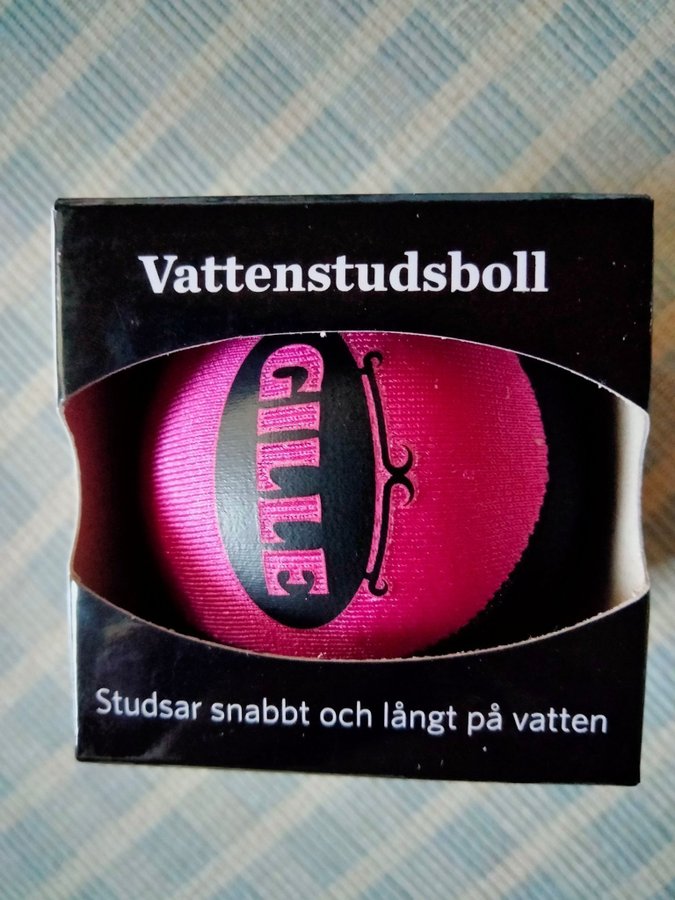 Vattenstudsboll
GILLE
Studsar snabbt och långt på vatten